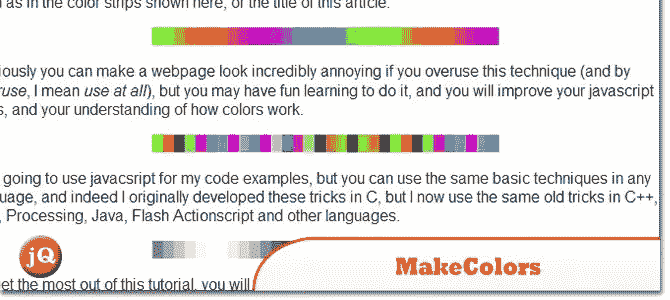 as in the color strips shown here, or the title of this article.
iously you can make a webpage look incredibly annoying if you overuse this technique (and by
ruse, I mean use at all), but you may have fun learning to do it, and you will improve your javascript
s, and your understanding of how colors work.
going to use javacsript for my code examples, but you can use the same basic techniques in any
uage, and indeed I originally developed these tricks in C, but I now use the same old tricks in C++,
, Processing, Java, Flash Actionscript and other languages.
jQ
MakeColors
et the most out of this tutorial, you will